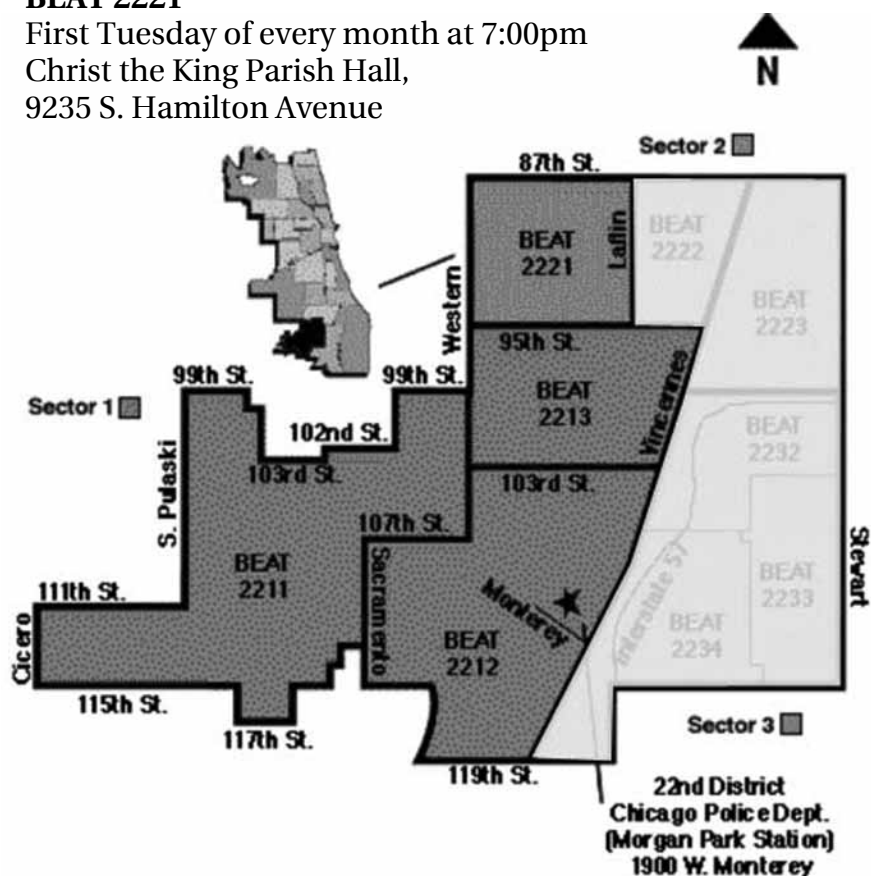 BEAT 2221
First Tuesday of every month at 7:00pm
Christ the King Parish Hall,
9235 S. Hamilton Avenue
N
Sector 2
87th St.
BEAT
2221
Laflin
BEAT
2222
BEAT
2223
Western
95th St.
99th St.
99th St.
Sector 1
BEAT
2213
Vincennes
102nd St.
103rd St.
103rd St.
BEAT
2232
S. Pulaski
107th St.
Sacramento
BEAT
2211
Stewart
111th St.
Cicero
Monterey
Interstate 57
BEAT
2233
BEAT
2234
BEAT
2212
115th St.
117th St.
119th St.
Sector 3
22nd District
Chicago Police Dept.
(Morgan Park Station)
1900 W. Monterey